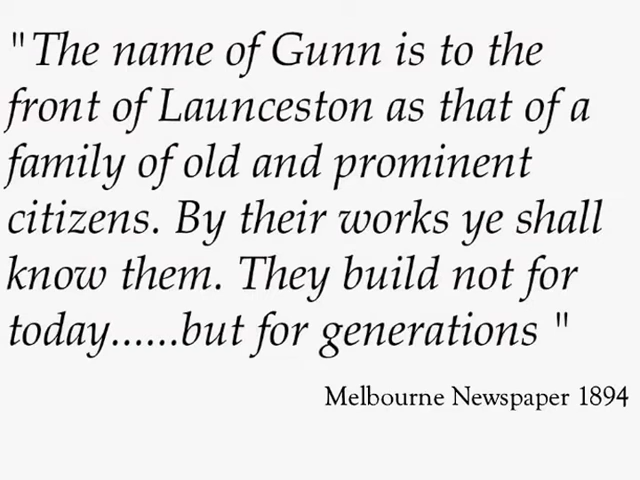 "The name of Gunn is to the
front of Launceston as that of a
family of old and prominent
citizens. By their works ye shall
know them. They build not for
today......but for generations "
Melbourne Newspaper 1894